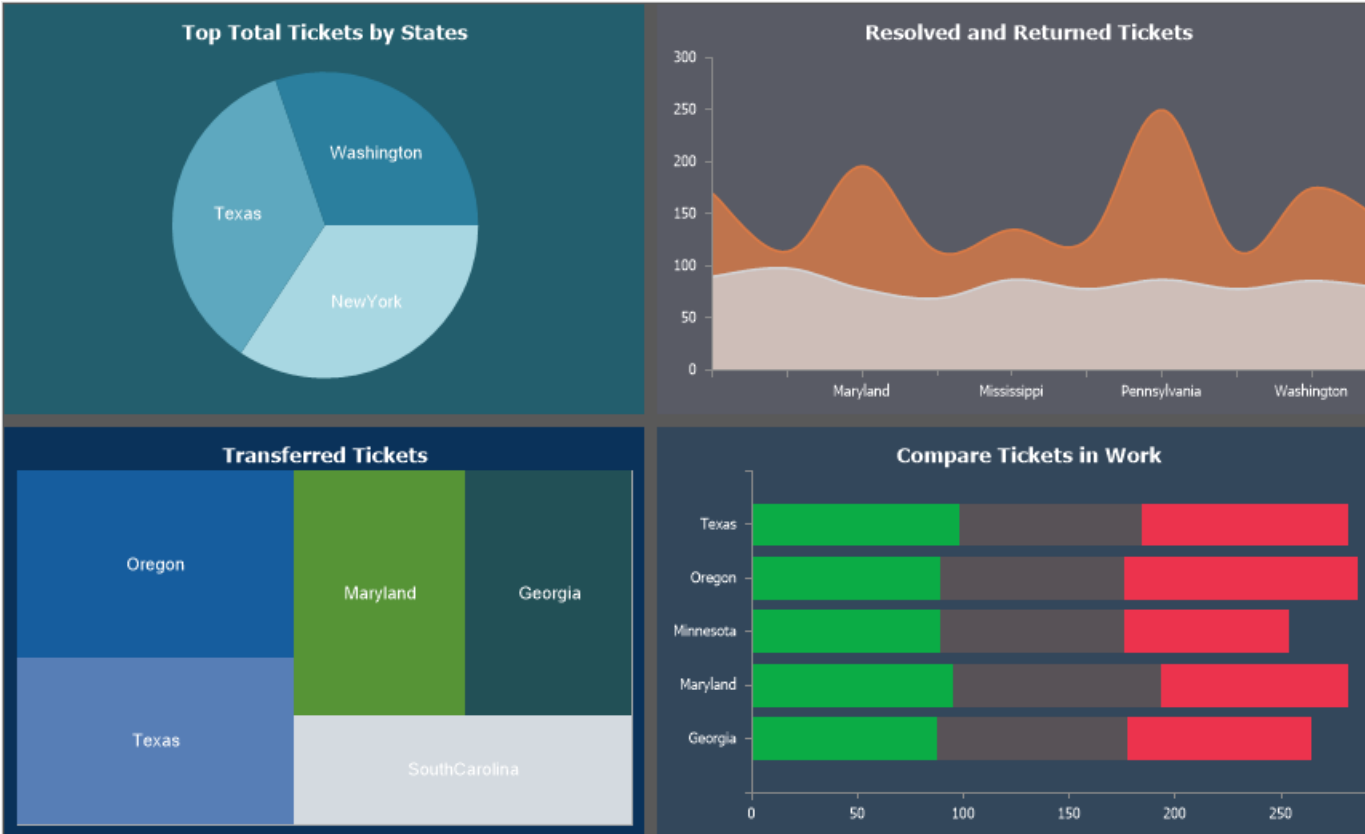 Top Total Tickets by States
Washington
Texas
NewYork
Resolved and Returned Tickets
300
250
200
150
100
50
0
Maryland Mississippi Pennsylvania Washington
Transferred Tickets
Oregon
Maryland
Georgia
Texas
SouthCarolina
Compare Tickets in Work
Texas
Oregon
Minnesota
Maryland
Georgia
0 50 100 150 200 250